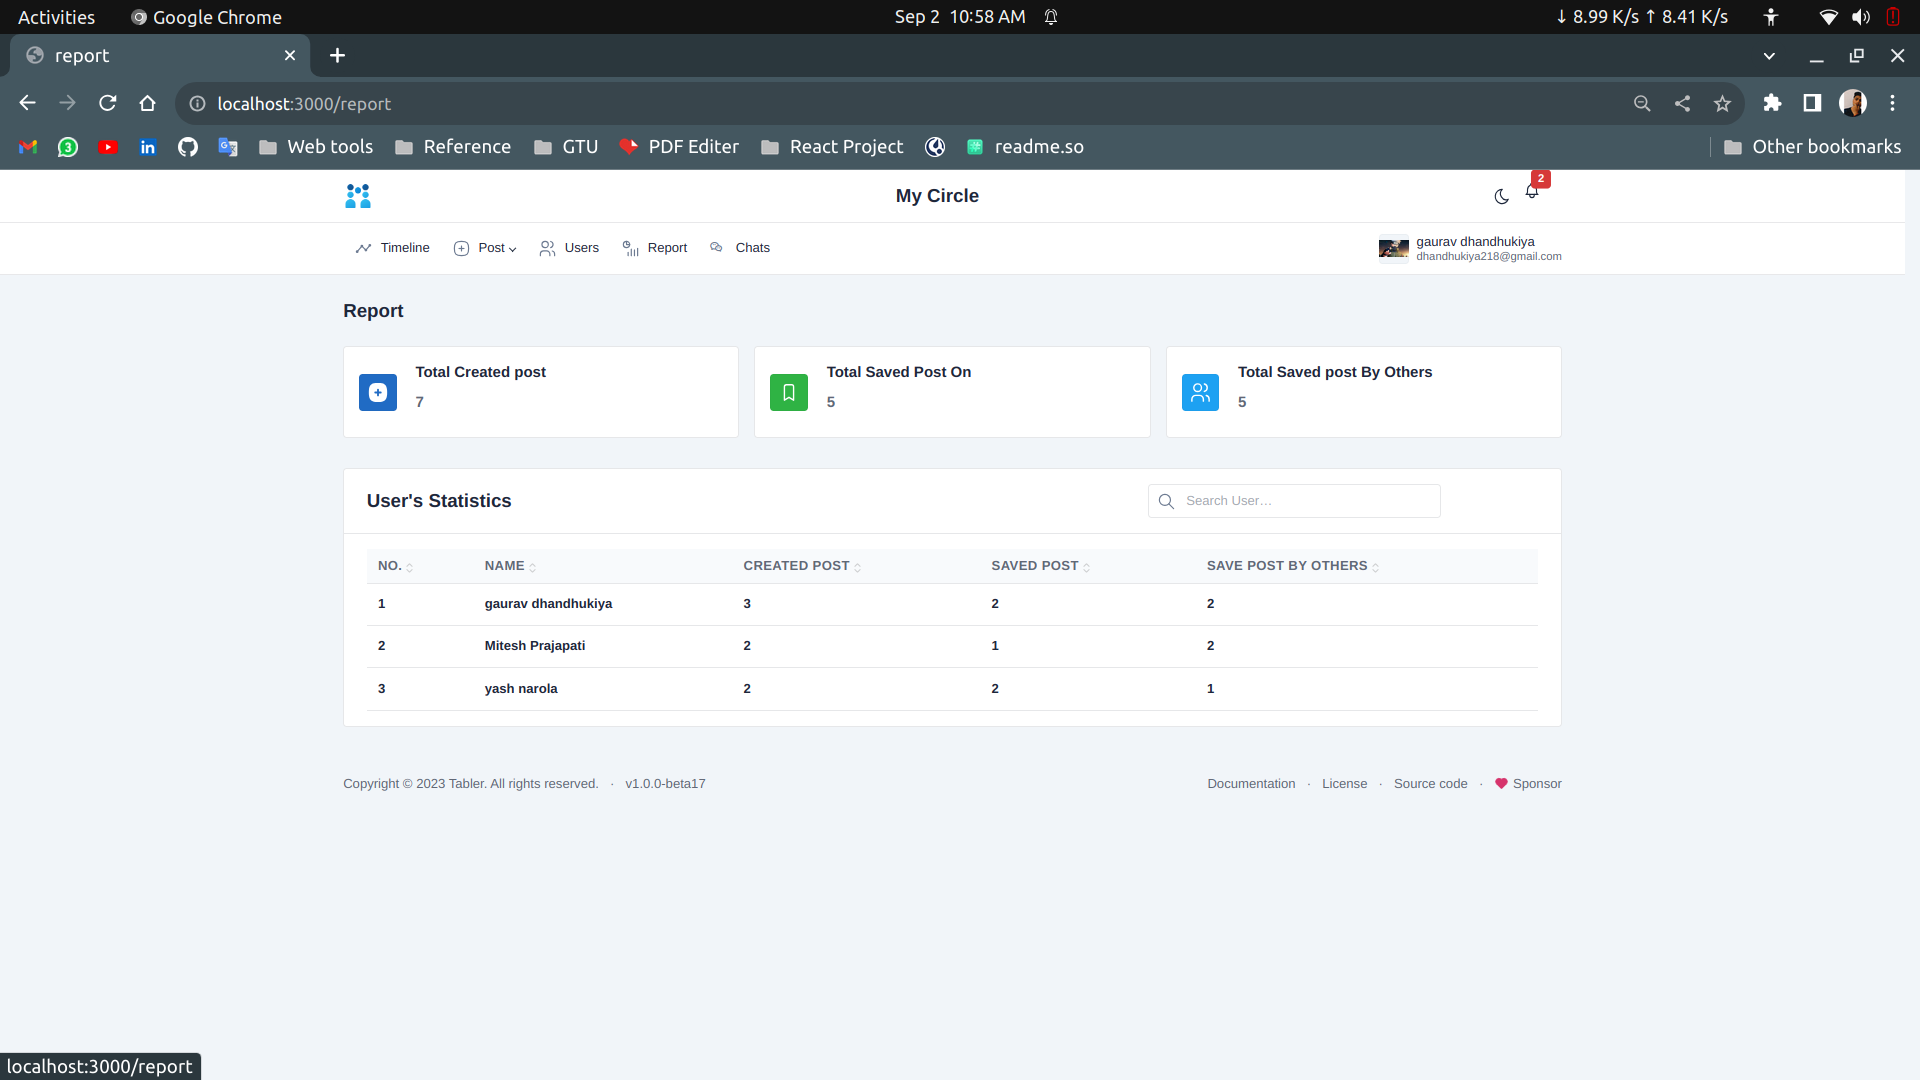 Activities Google Chrome Sep 2 10:58 AM ↓ 8.99 K/s ↑ 8.41 K/s
report
localhost:3000/report
3 Web tools Reference GTU PDF Editer React Project readme.so Other bookmarks
My Circle 2
Timeline Post Users Report Chats gaurav dhandhukiya
dhandhukiya218@gmail.com
Report
Total Created post
7
Total Saved Post On
5
Total Saved post By Others
5
User's Statistics Search User…
NO. NAME CREATED POST SAVED POST SAVE POST BY OTHERS
1 gaurav dhandhukiya 3 2 2
2 Mitesh Prajapati 2 1 2
3 yash narola 2 2 1
Copyright © 2023 Tabler. All rights reserved. · v1.0.0-beta17 Documentation · License · Source code · Sponsor
localhost:3000/report